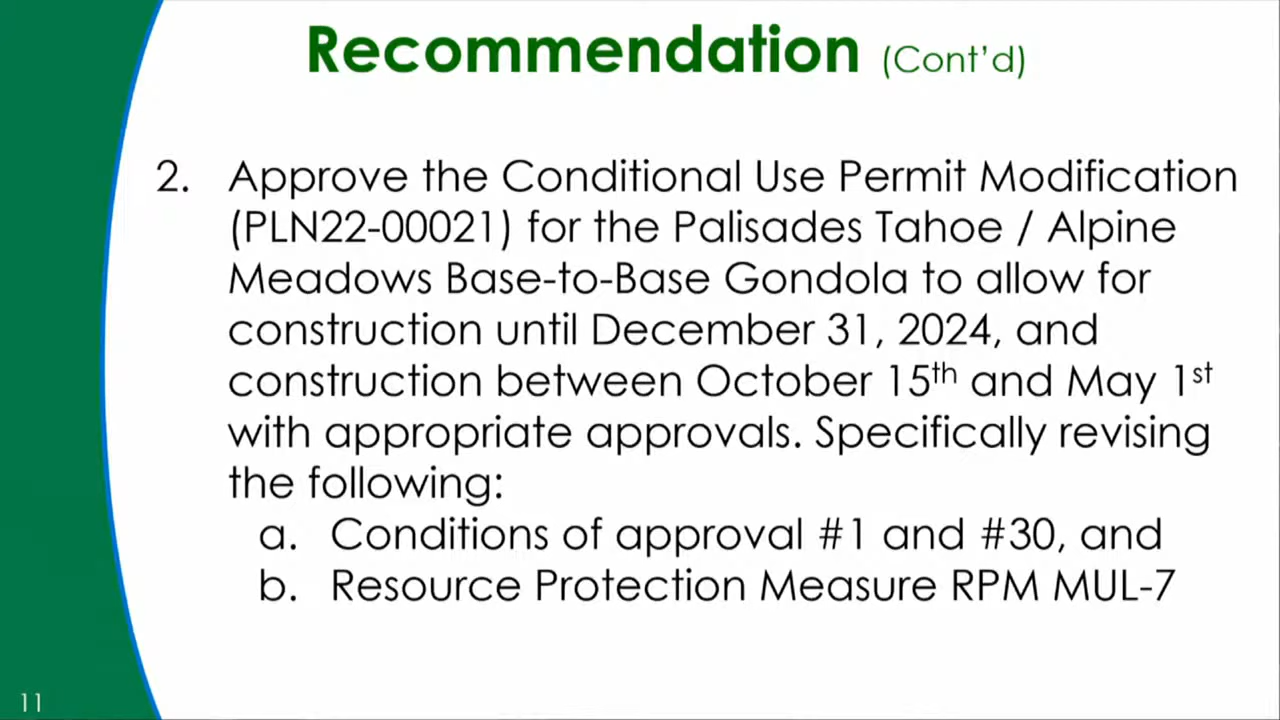 Recommendation (Cont'd)
2. Approve the Conditional Use Permit Modification
(PLN22-00021) for the Palisades Tahoe / Alpine
Meadows Base-to-Base Gondola to allow for
construction until December 31, 2024, and
construction between October 15th and May 1st
with appropriate approvals. Specifically revising
the following:
a. Conditions of approval #1 and #30, and
b. Resource Protection Measure RPM MUL-7
11